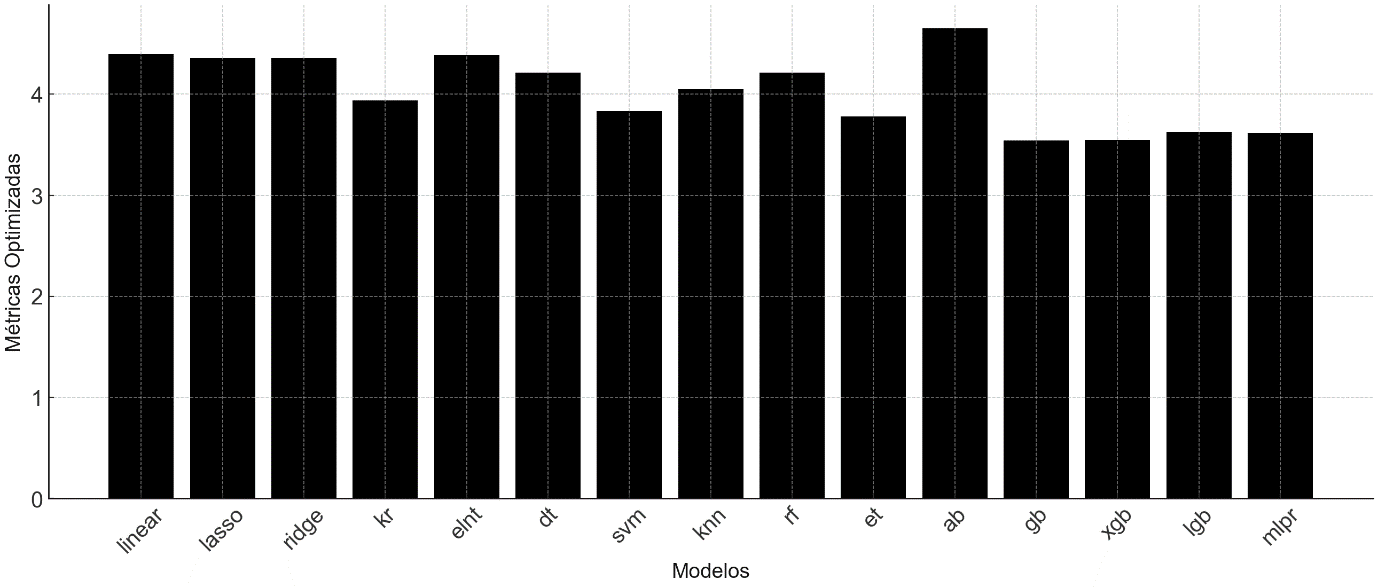 Métricas Optimizadas
4
3
2
1
0
linear
lasso
ridge
kr
elnt
dt
svm
knn
rf
et
ab
gb
xgb
lgb
mlpr
Modelos